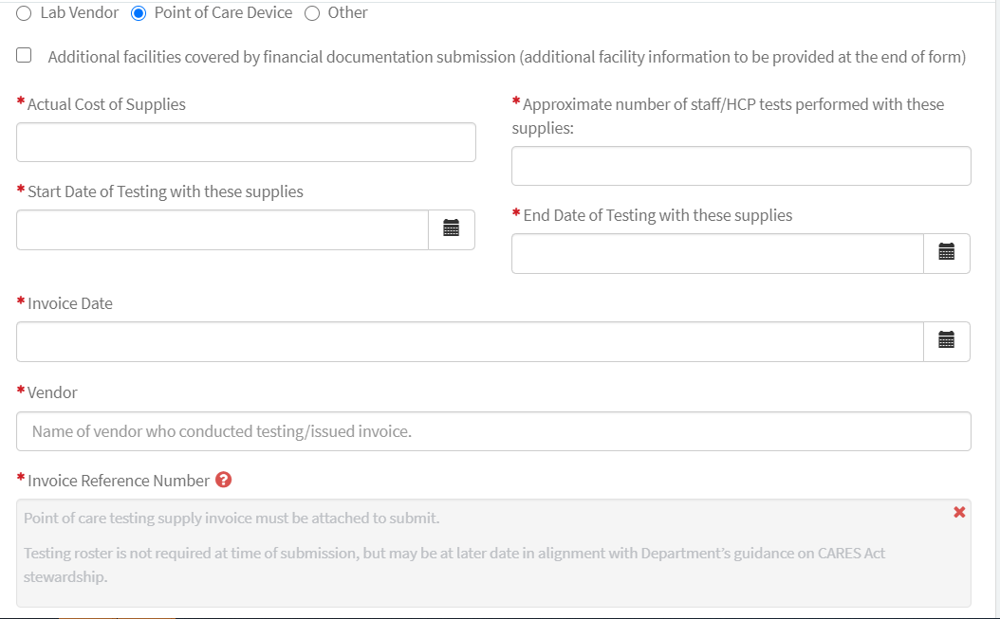 Lab Vendor Point of Care Device Other
Additional facilities covered by financial documentation submission (additional facility information to be provided at the end of form)
* Actual Cost of Supplies
* Approximate number of staff/HCP tests performed with these
supplies:
* Start Date of Testing with these supplies
* End Date of Testing with these supplies
* Invoice Date
* Vendor
Name of vendor who conducted testing/issued invoice.
* Invoice Reference Number ?
Point of care testing supply invoice must be attached to submit.
Testing roster is not required at time of submission, but may be at later date in alignment with Department's guidance on CARES Act
stewardship.